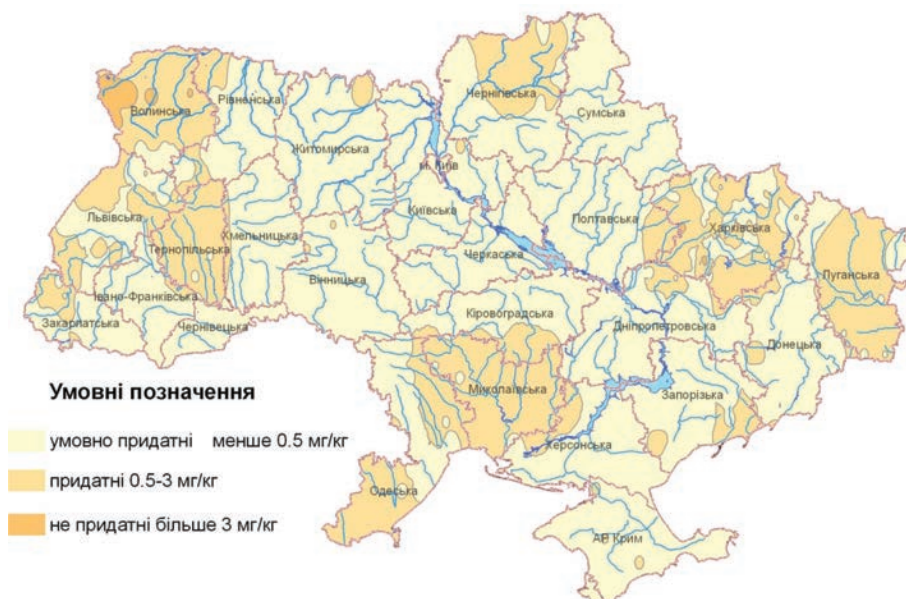 Волинська
Рівненська
Чернігівська
Сумська
Житомирська
м. Київ
Київська
Полтавська
Харківська
Львівська
Тернопільська
Хмельницька
Черкаська
Луганська
Вінницька
Івано-Франківська
Закарпатська
Чернівецька
Кіровоградська
Дніпропетровська
Донецька
Миколаївська
Запорізька
Херсонська
Одеська
АР Крим
Умовні позначення
умовно придатні менше 0.5 мг/кг
придатні 0.5-3 мг/кг
не придатні більше 3 мг/кг